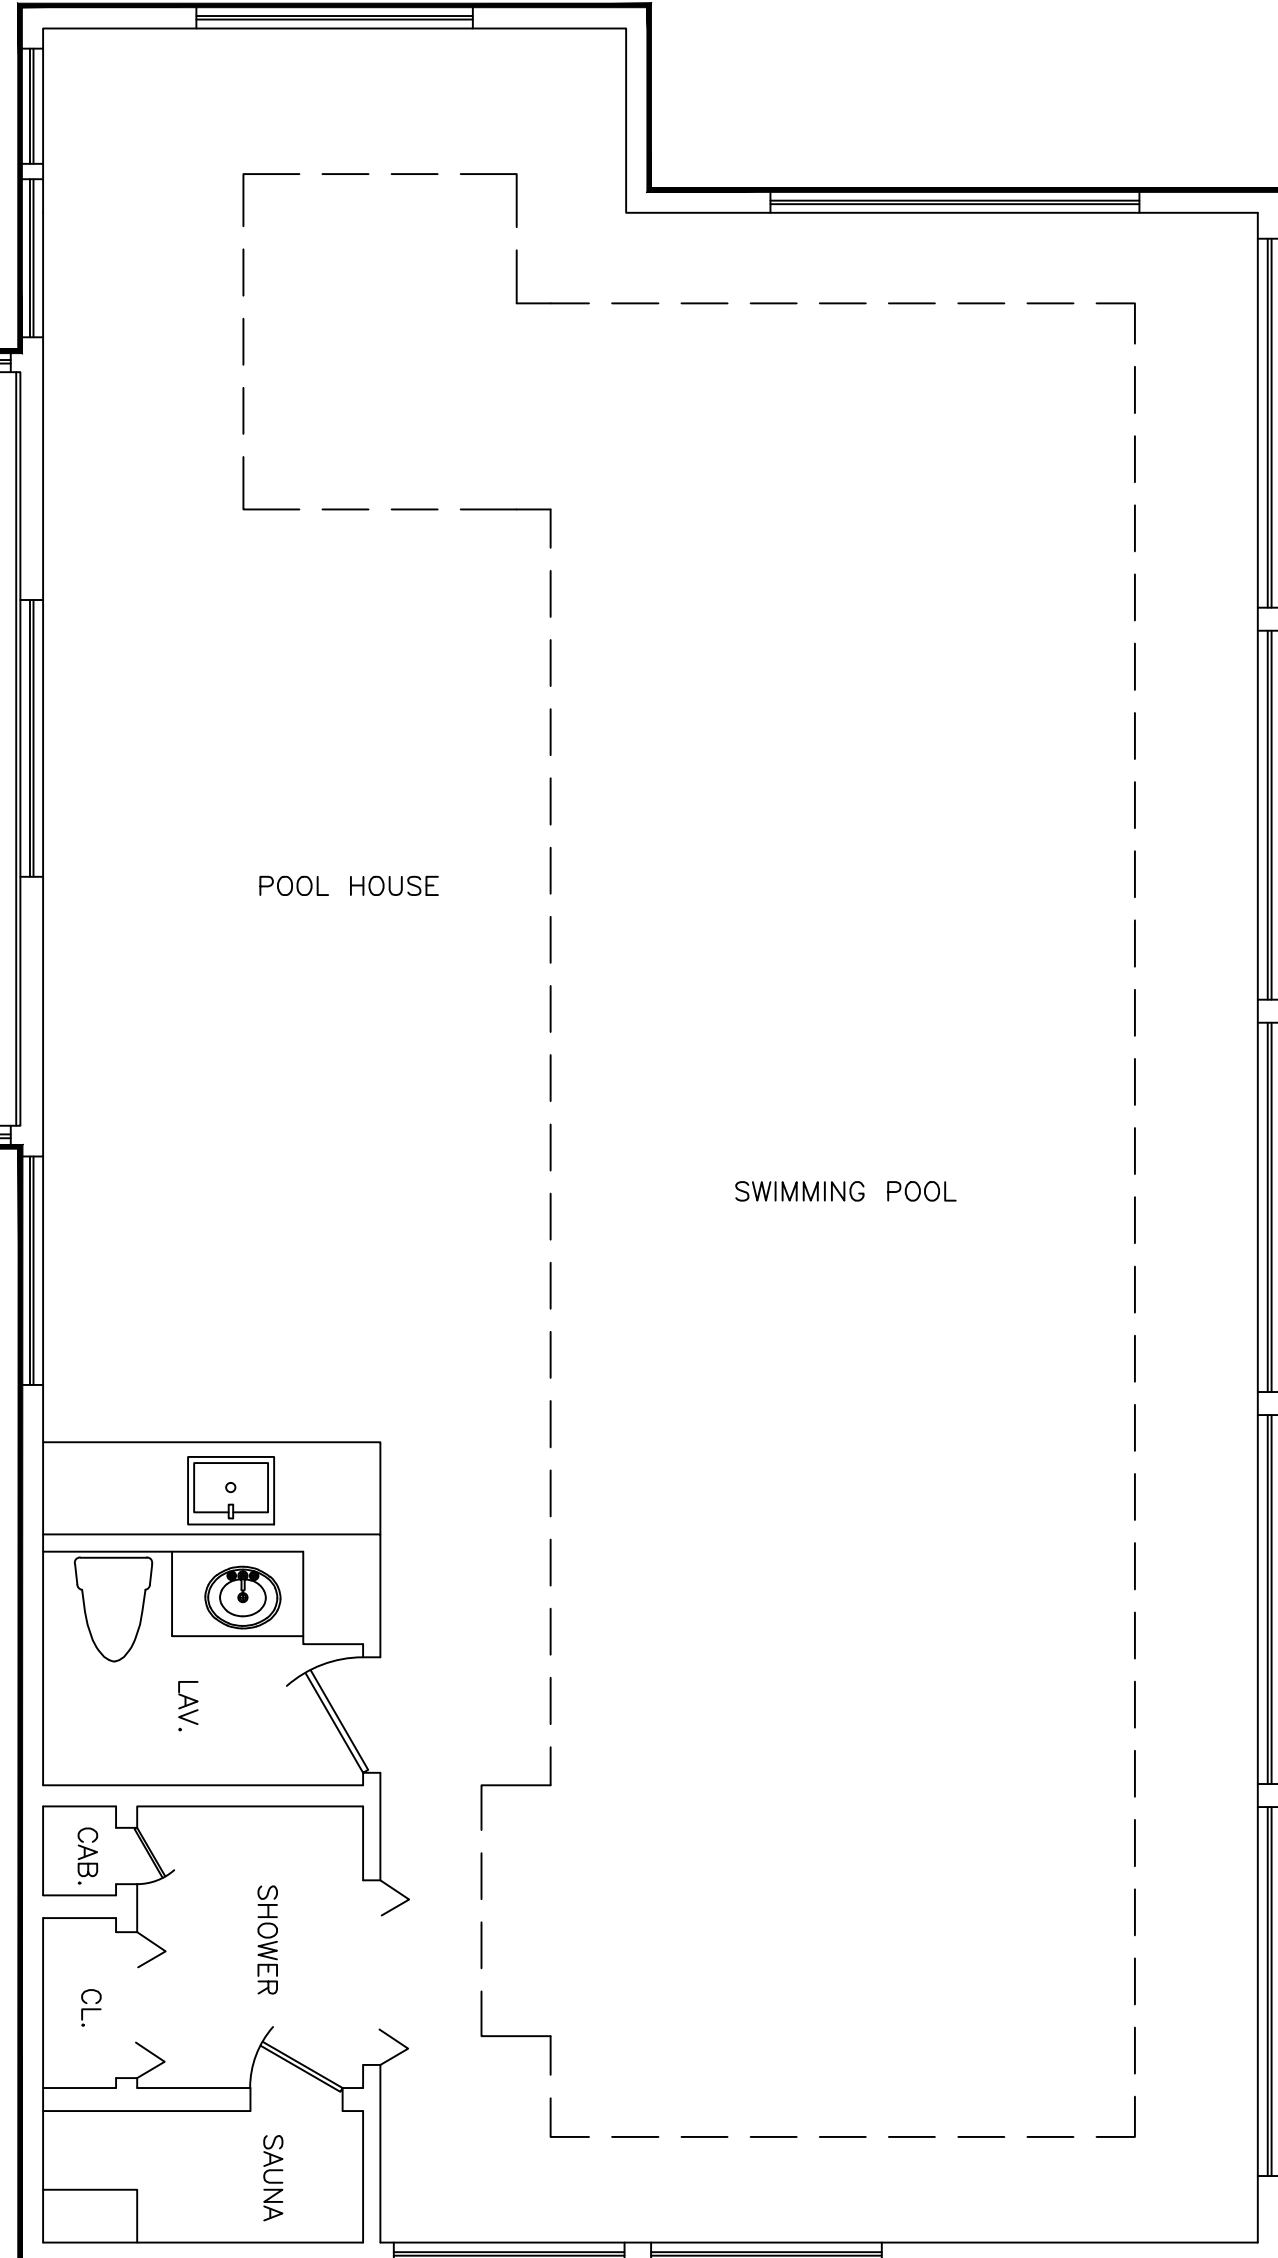 POOL HOUSE
SWIMMING POOL
LAV.
CAB.
SHOWER
CL.
SAUNA